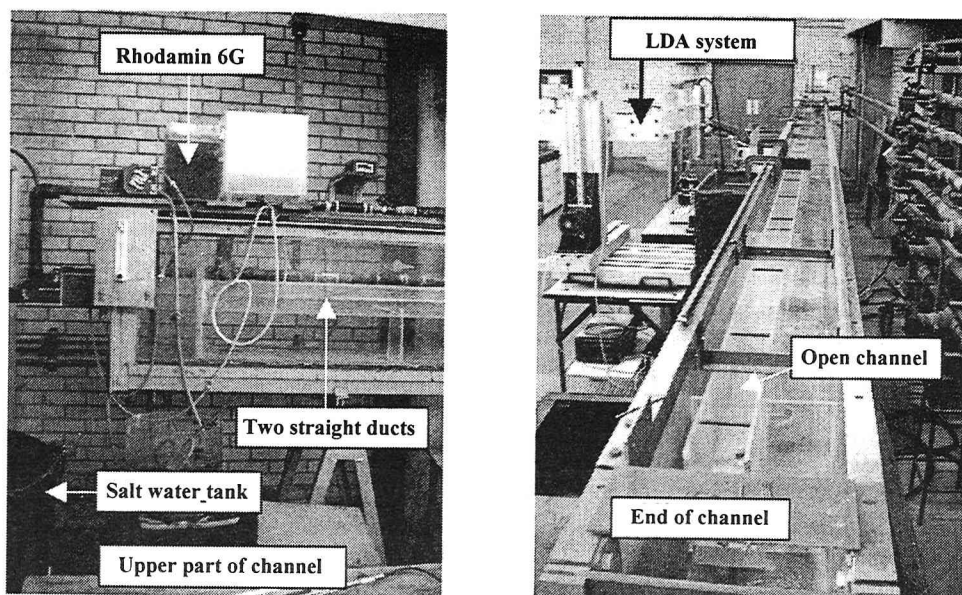 Rhodamin 6G
Two straight ducts
Salt water_tank
Upper part of channel
LDA system
Open channel
End of channel